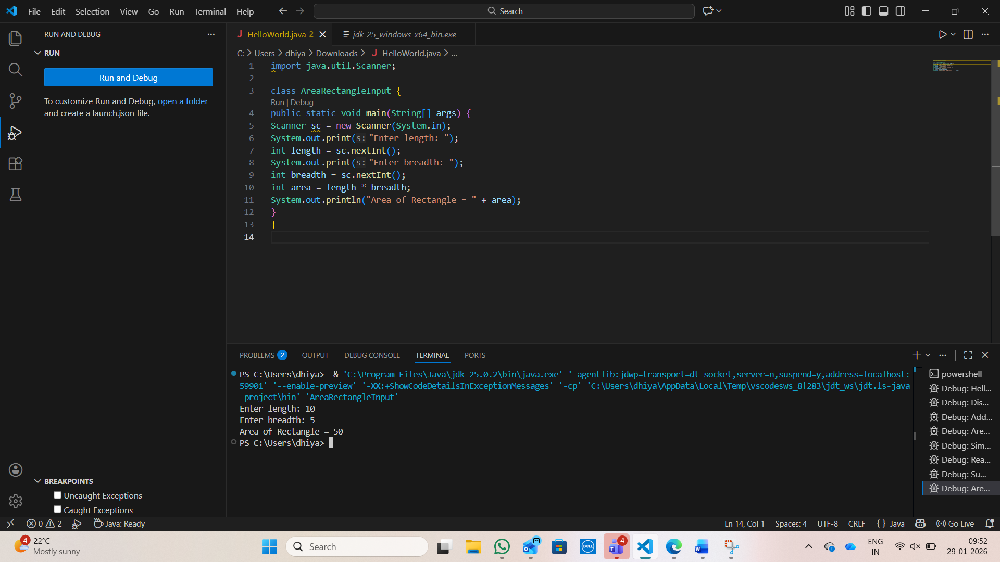 File Edit Selection View Go Run Terminal Help
Search
RUN AND DEBUG
RUN
Run and Debug
To customize Run and Debug, open a folder
and create a launch.json file.
HelloWorld.java 2
jdk-25_windows-x64_bin.exe
C: > Users > dhiya > Downloads > HelloWorld.java > ...
1 import java.util.Scanner;
2
3 class AreaRectangleInput {
Run | Debug
4 public static void main(String[] args) {
5 Scanner sc = new Scanner(System.in);
6 System.out.print(s: "Enter length: ");
7 int length = sc.nextInt();
8 System.out.print(s: "Enter breadth: ");
9 int breadth = sc.nextInt();
10 int area = length * breadth;
11 System.out.println("Area of Rectangle = " + area);
12 }
13 }
14
PROBLEMS 2 OUTPUT DEBUG CONSOLE TERMINAL PORTS
PS C:\Users\dhiya>  & 'C:\Program Files\Java\jdk-25.0.2\bin\java.exe' '-agentlib:jdwp=transport=dt_socket,server=n,suspend=y,address=localhost:
59901' '--enable-preview' '-XX:+ShowCodeDetailsInExceptionMessages' '-cp' 'C:\Users\dhiya\AppData\Local\Temp\vscodesws_8f283\jdt_ws\jdt.ls-java
-project\bin' 'AreaRectangleInput'
Enter length: 10
Enter breadth: 5
Area of Rectangle = 50
PS C:\Users\dhiya>
powershell
Debug: Hell...
Debug: Dis...
Debug: Add...
Debug: Are...
Debug: Sim...
Debug: Rea...
Debug: Su...
Debug: Are...
BREAKPOINTS
Uncaught Exceptions
Caught Exceptions
0 2 Java: Ready
Ln 14, Col 1 Spaces: 4 UTF-8 CRLF { } Java Go Live
4
22°C
Mostly sunny
Search
DELL
4
ENG
IN
09:52
29-01-2026